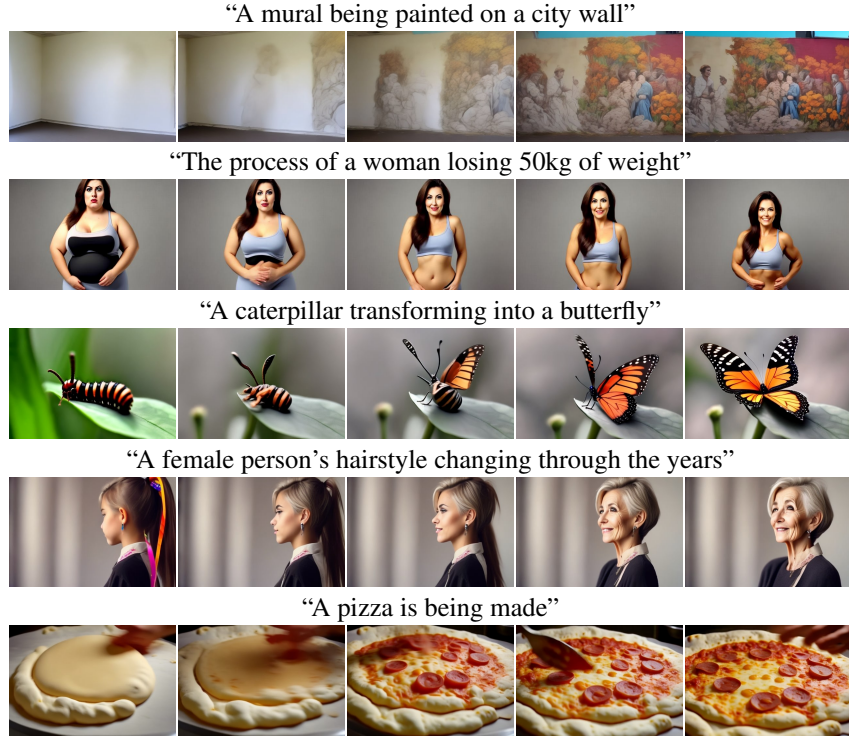 “A mural being painted on a city wall”
“The process of a woman losing 50kg of weight”
“A caterpillar transforming into a butterfly”
“A female person’s hairstyle changing through the years”
“A pizza is being made”